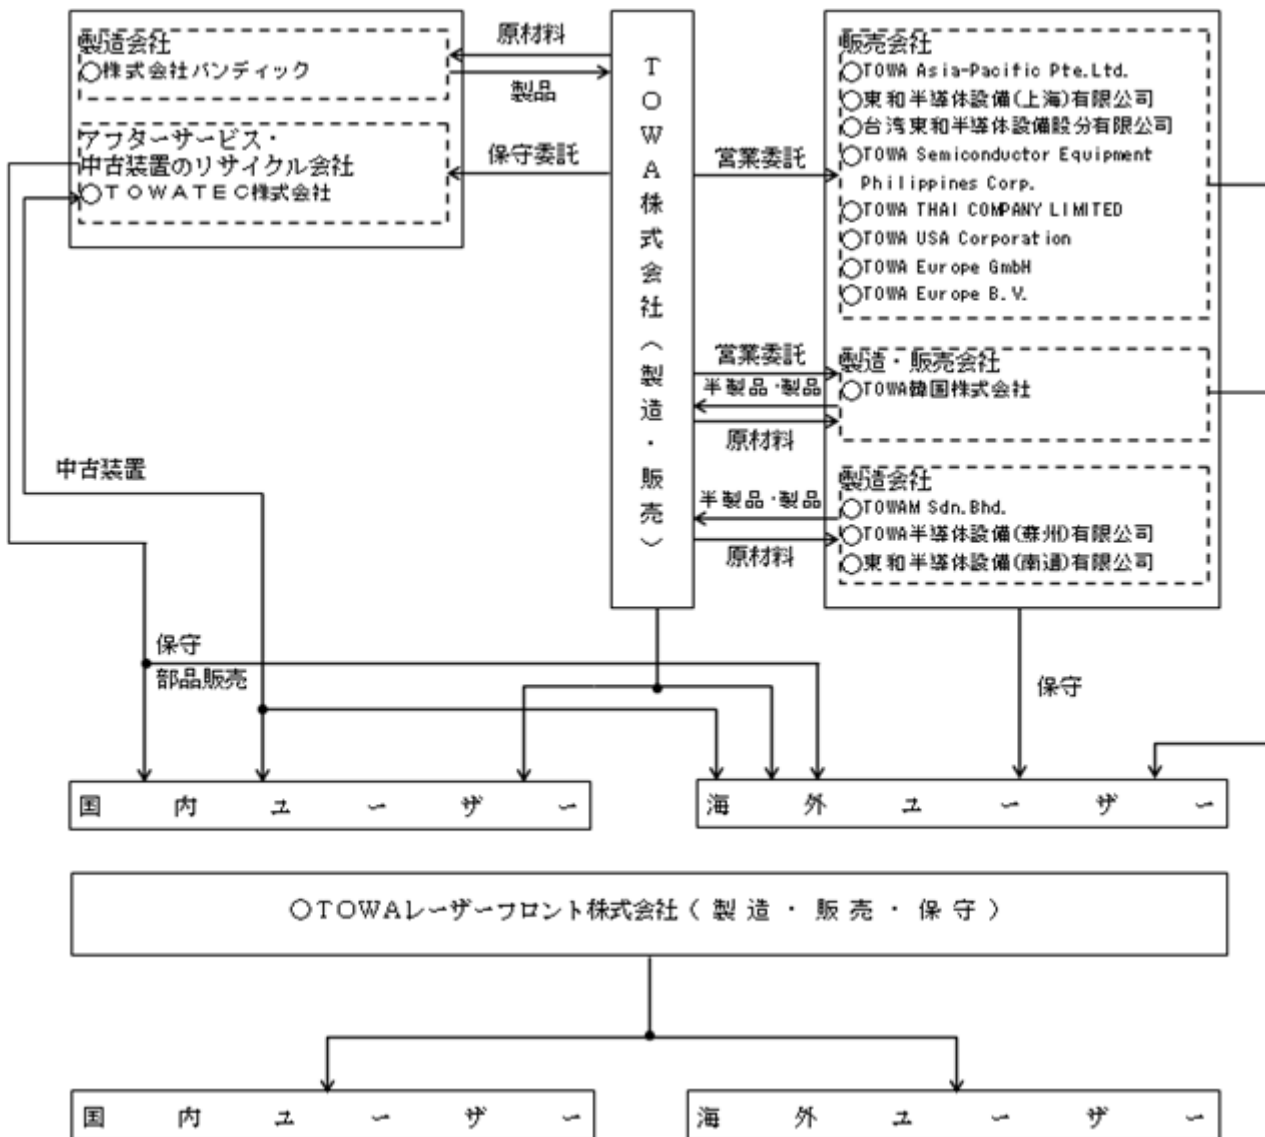 製造会社
○株式会社バンディック
アフターサービス・
中古装置のリサイクル会社
○TOWATEC株式会社
原材料
製品
保守委託
TOWA株式会社（製造・販売）
営業委託
営業委託
半製品・製品
原材料
半製品・製品
原材料
販売会社
○TOWA Asia-Pacific Pte.Ltd.
○東和半導体設備(上海)有限公司
○台湾東和半導体設備股分有限公司
○TOWA Semiconductor Equipment
Philippines Corp.
○TOWA THAI COMPANY LIMITED
○TOWA USA Corporation
○TOWA Europe GmbH
○TOWA Europe B.V.
製造・販売会社
○TOWA韓国株式会社
製造会社
○TOWAM Sdn.Bhd.
○TOWA半導体設備(蘇州)有限公司
○東和半導体設備(南通)有限公司
中古装置
保守
部品販売
保守
国内ユーザー
海外ユーザー
○TOWAレーザーフロント株式会社（製造・販売・保守）
国内ユーザー
海外ユーザー